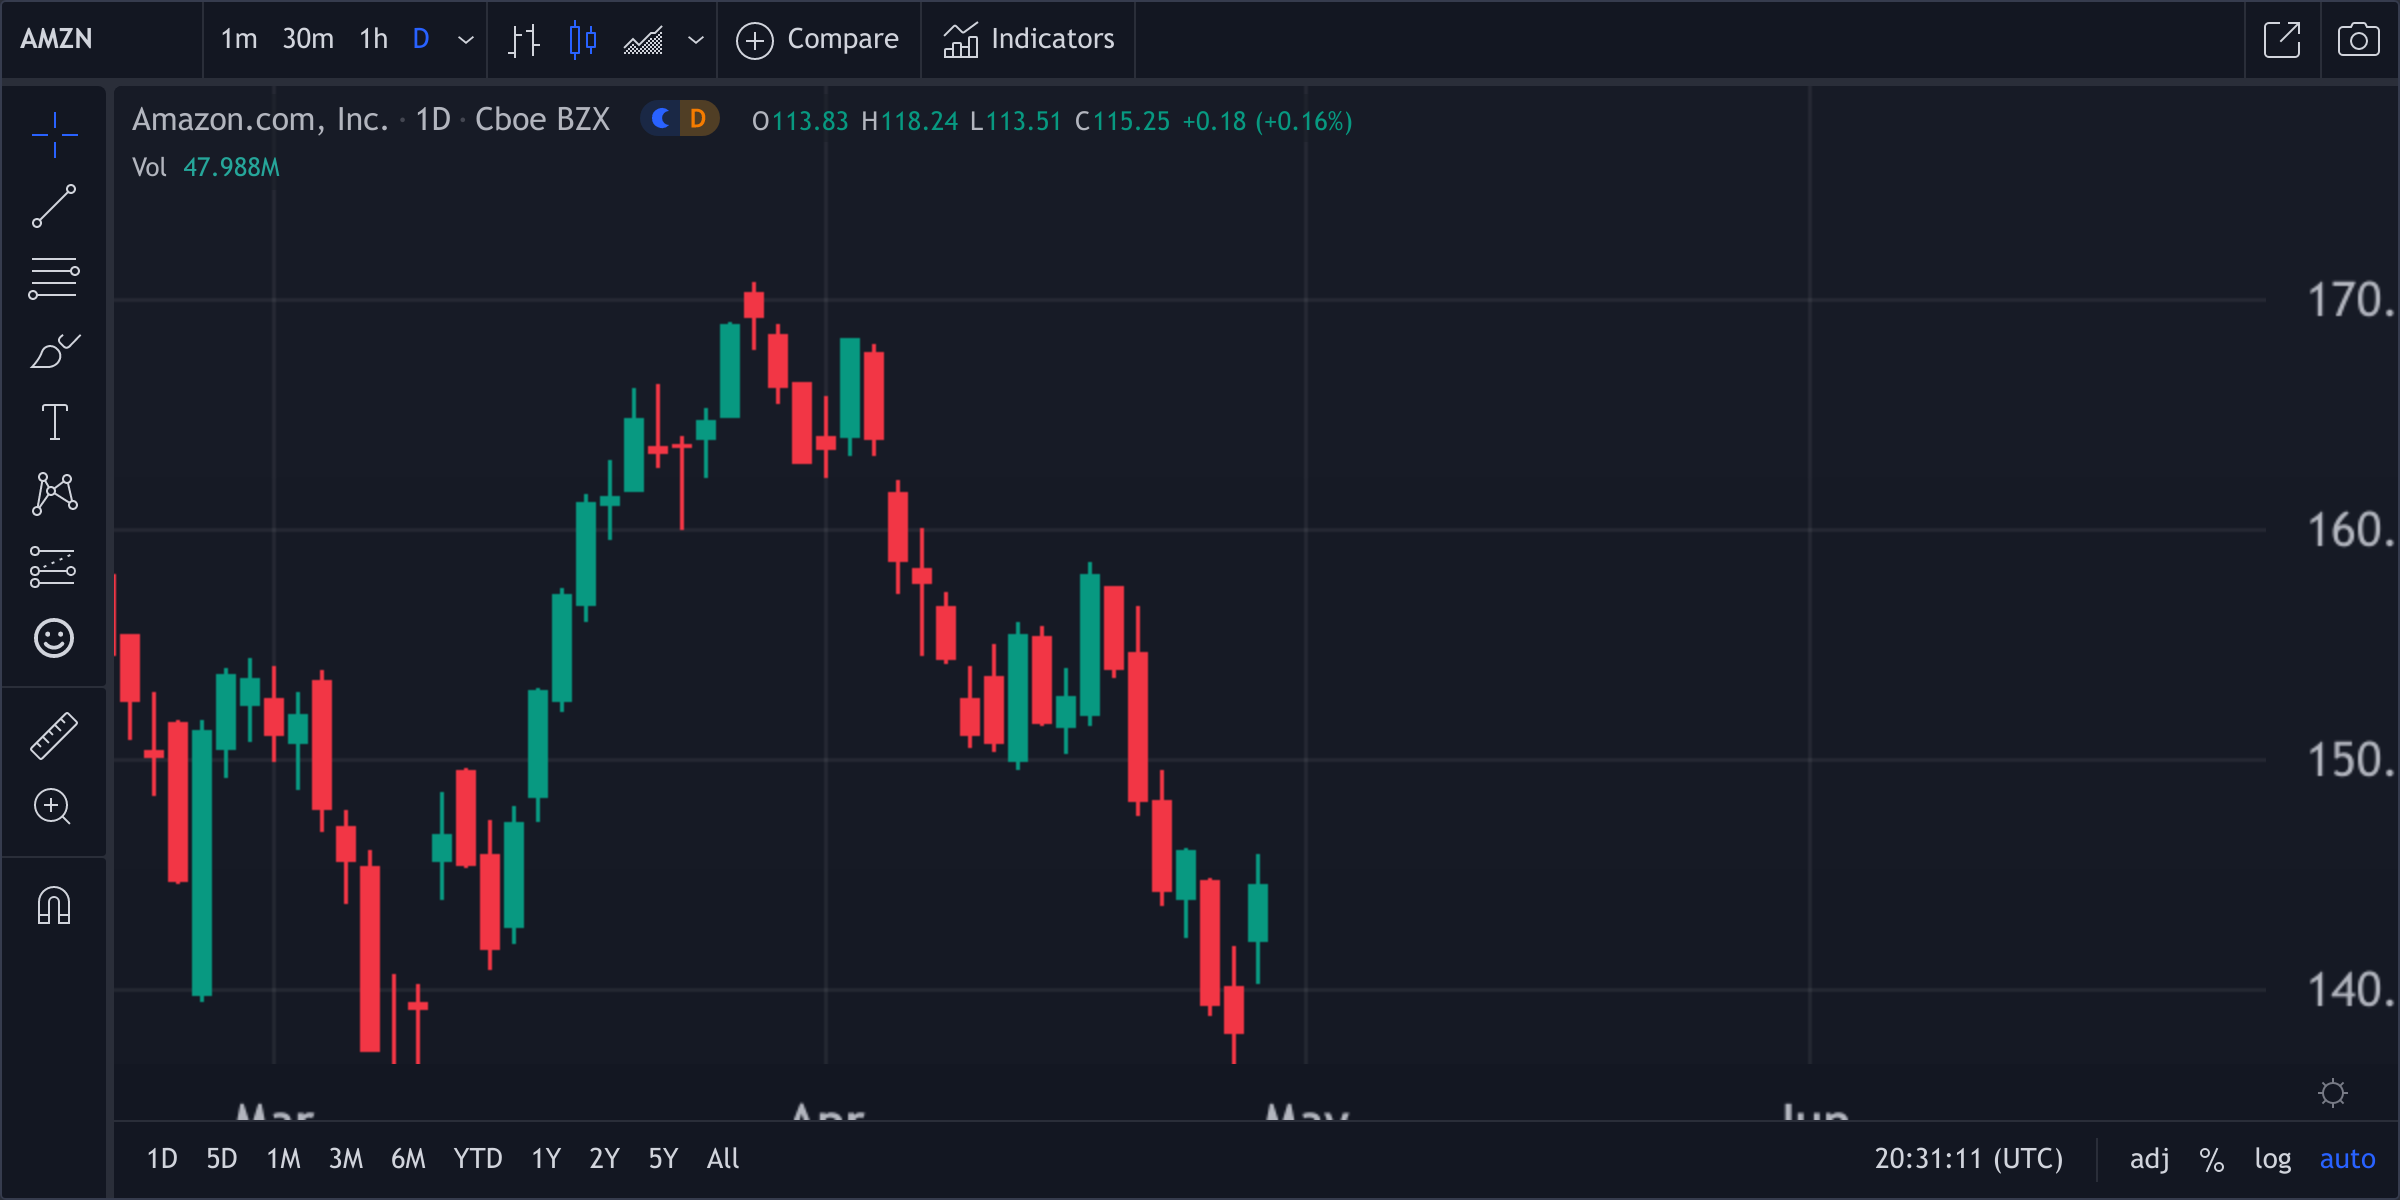 AMZN 1m 30m 1h D Compare Indicators
Amazon.com, Inc. · 1D · Cboe BZX D O113.83 H118.24 L113.51 C115.25 +0.18 (+0.16%)
Vol 47.988M
170.
160.
150.
140.
Mar Apr May Jun
1D 5D 1M 3M 6M YTD 1Y 2Y 5Y All 20:31:11 (UTC) adj % log auto